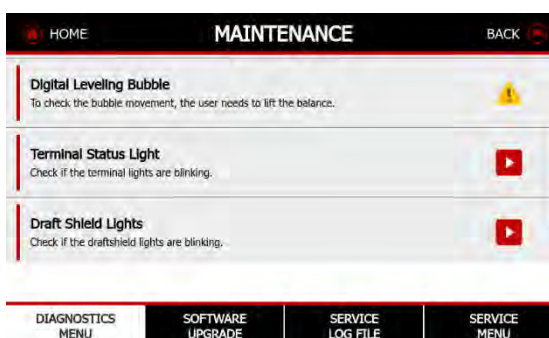 HOME
MAINTENANCE
BACK
Digital Leveling Bubble
To check the bubble movement, the user needs to lift the balance.
Terminal Status Light
Check if the terminal lights are blinking.
Draft Shield Lights
Check if the draftshield lights are blinking.
DIAGNOSTICS
MENU
SOFTWARE
UPGRADE
SERVICE
LOG FILE
SERVICE
MENU